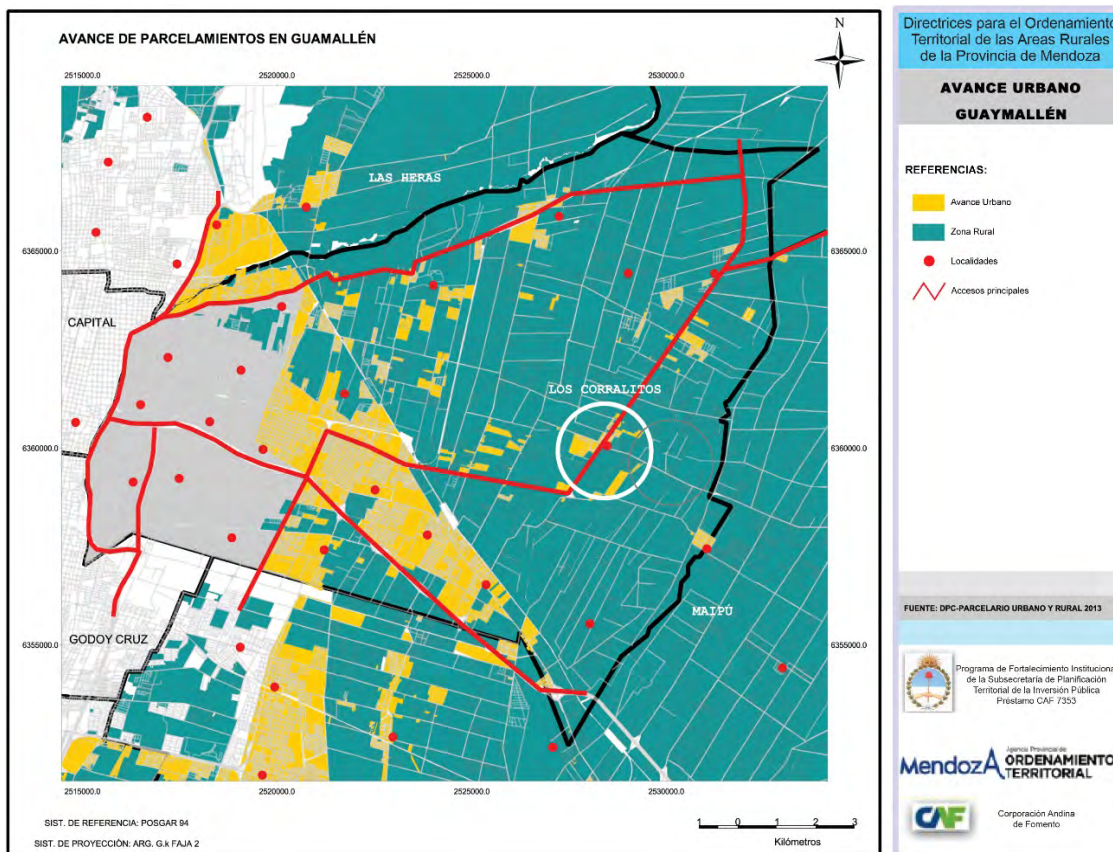 AVANCE DE PARCELAMIENTOS EN GUAMALLÉN
N
2515000.0
2520000.0
2525000.0
2530000.0
6365000.0
6365000.0
6360000.0
6360000.0
6355000.0
6355000.0
LAS HERAS
CAPITAL
LOS CORRALITOS
MAIPÚ
GODOY CRUZ
2515000.0
2520000.0
2525000.0
2530000.0
SIST. DE REFERENCIA: POSGAR 94
SIST. DE PROYECCIÓN: ARG. G.k FAJA 2
1 0 1 2 3
Kilómetros
Directrices para el Ordenamiento
Territorial de las Areas Rurales
de la Provincia de Mendoza
AVANCE URBANO
GUAYMALLÉN
REFERENCIAS:
Avance Urbano
Zona Rural
Localidades
Accesos principales
FUENTE: DPC-PARCELARIO URBANO Y RURAL 2013
Programa de Fortalecimiento Instituciona
de la Subsecretaría de Planificación
Territorial de la Inversión Pública
Préstamo CAF 7353
MendozA
Agencia Provincial de
ORDENAMIENTO
TERRITORIAL
CAF
Corporación Andina
de Fomento